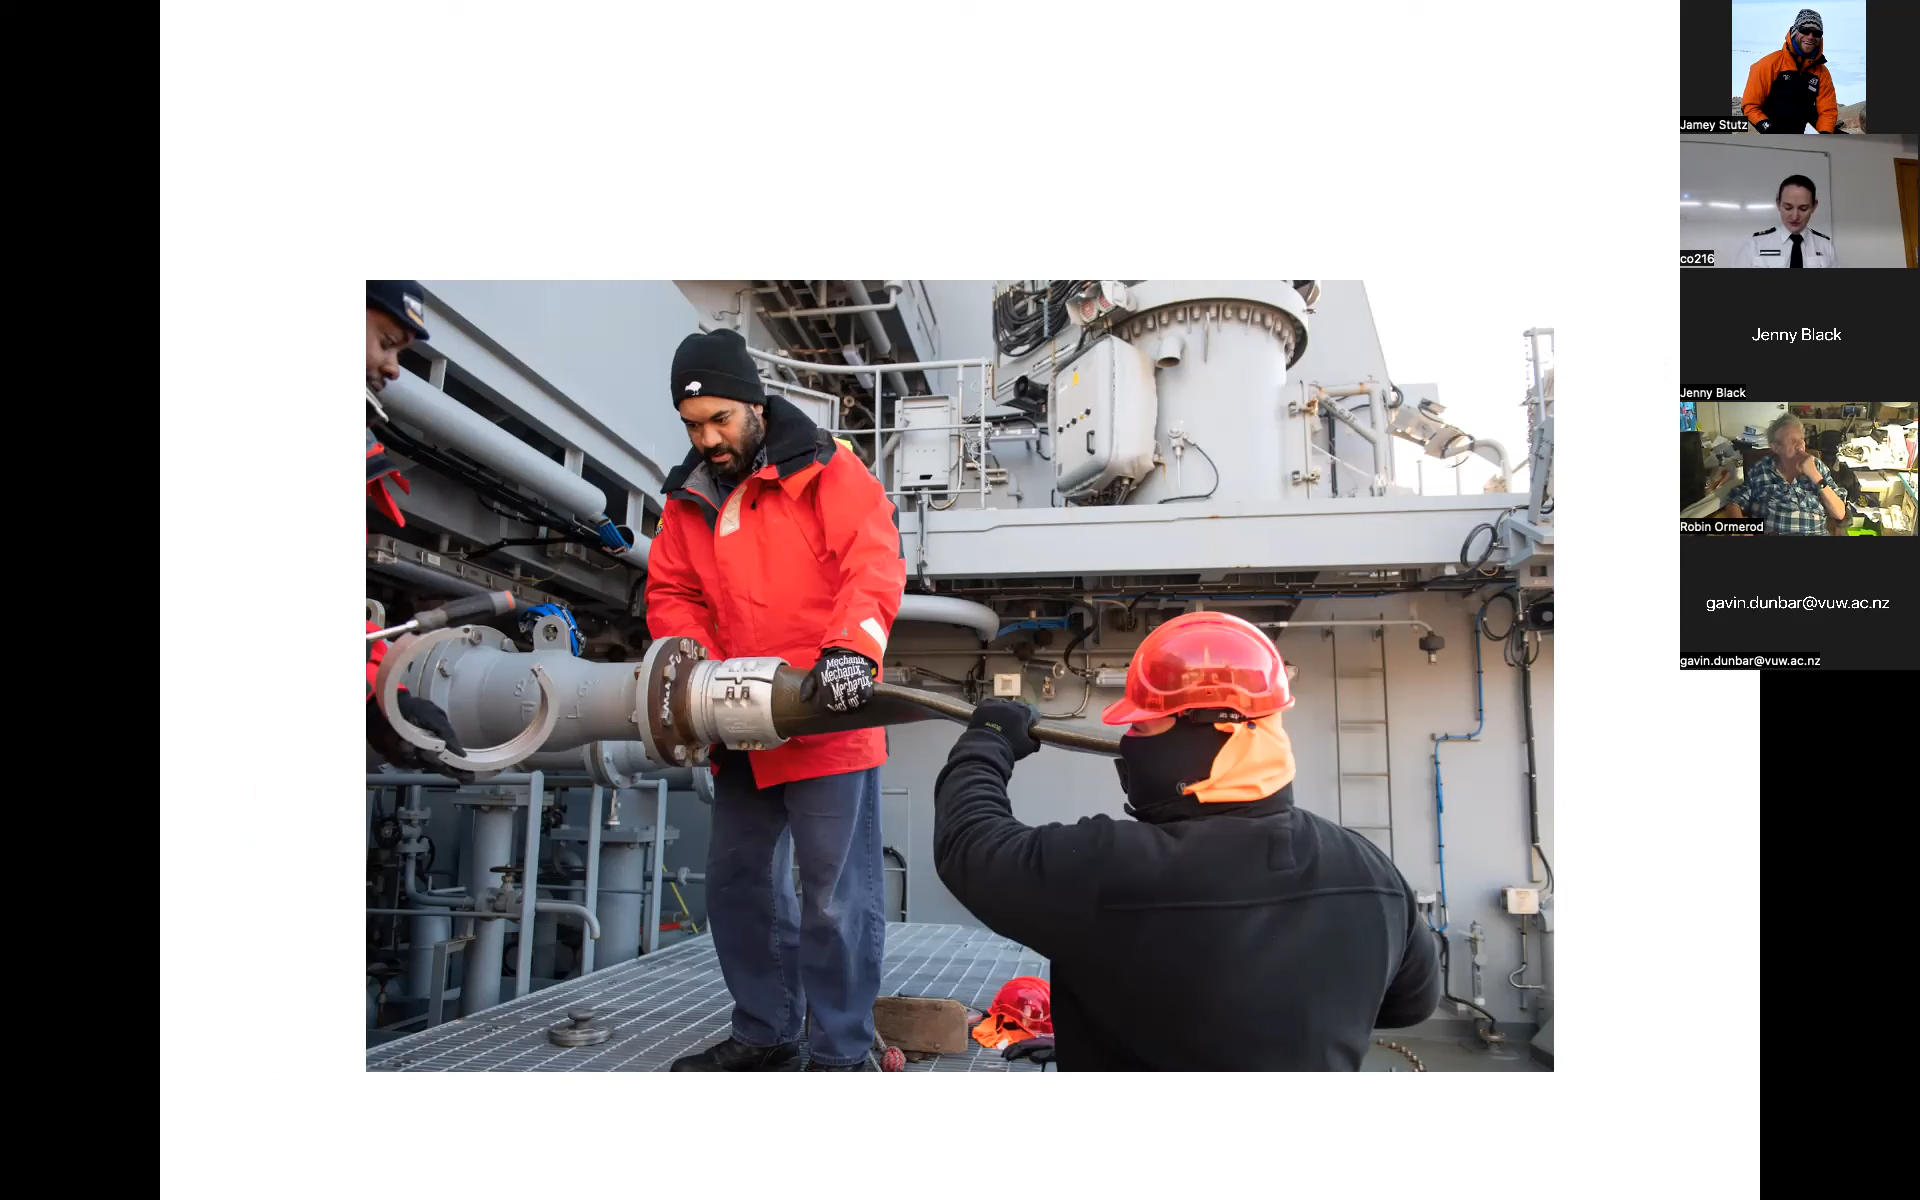 Jamey Stutz
co216
Jenny Black
Jenny Black
Robin Ormerod
gavin.dunbar@vuw.ac.nz
gavin.dunbar@vuw.ac.nz
Mechanix
Mechanix
Mechanix